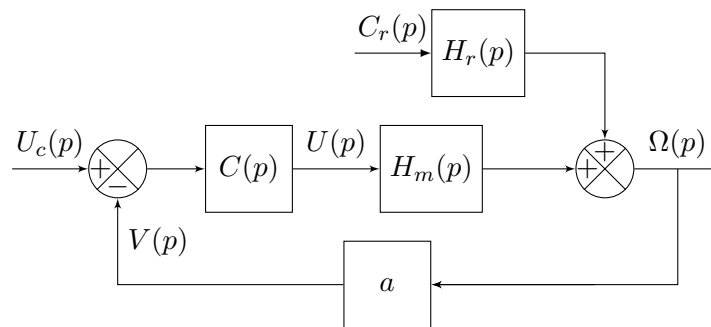 C_r(p) H_r(p)
U_c(p) + − C(p) U(p) H_m(p) + + Ω(p)
V(p) a